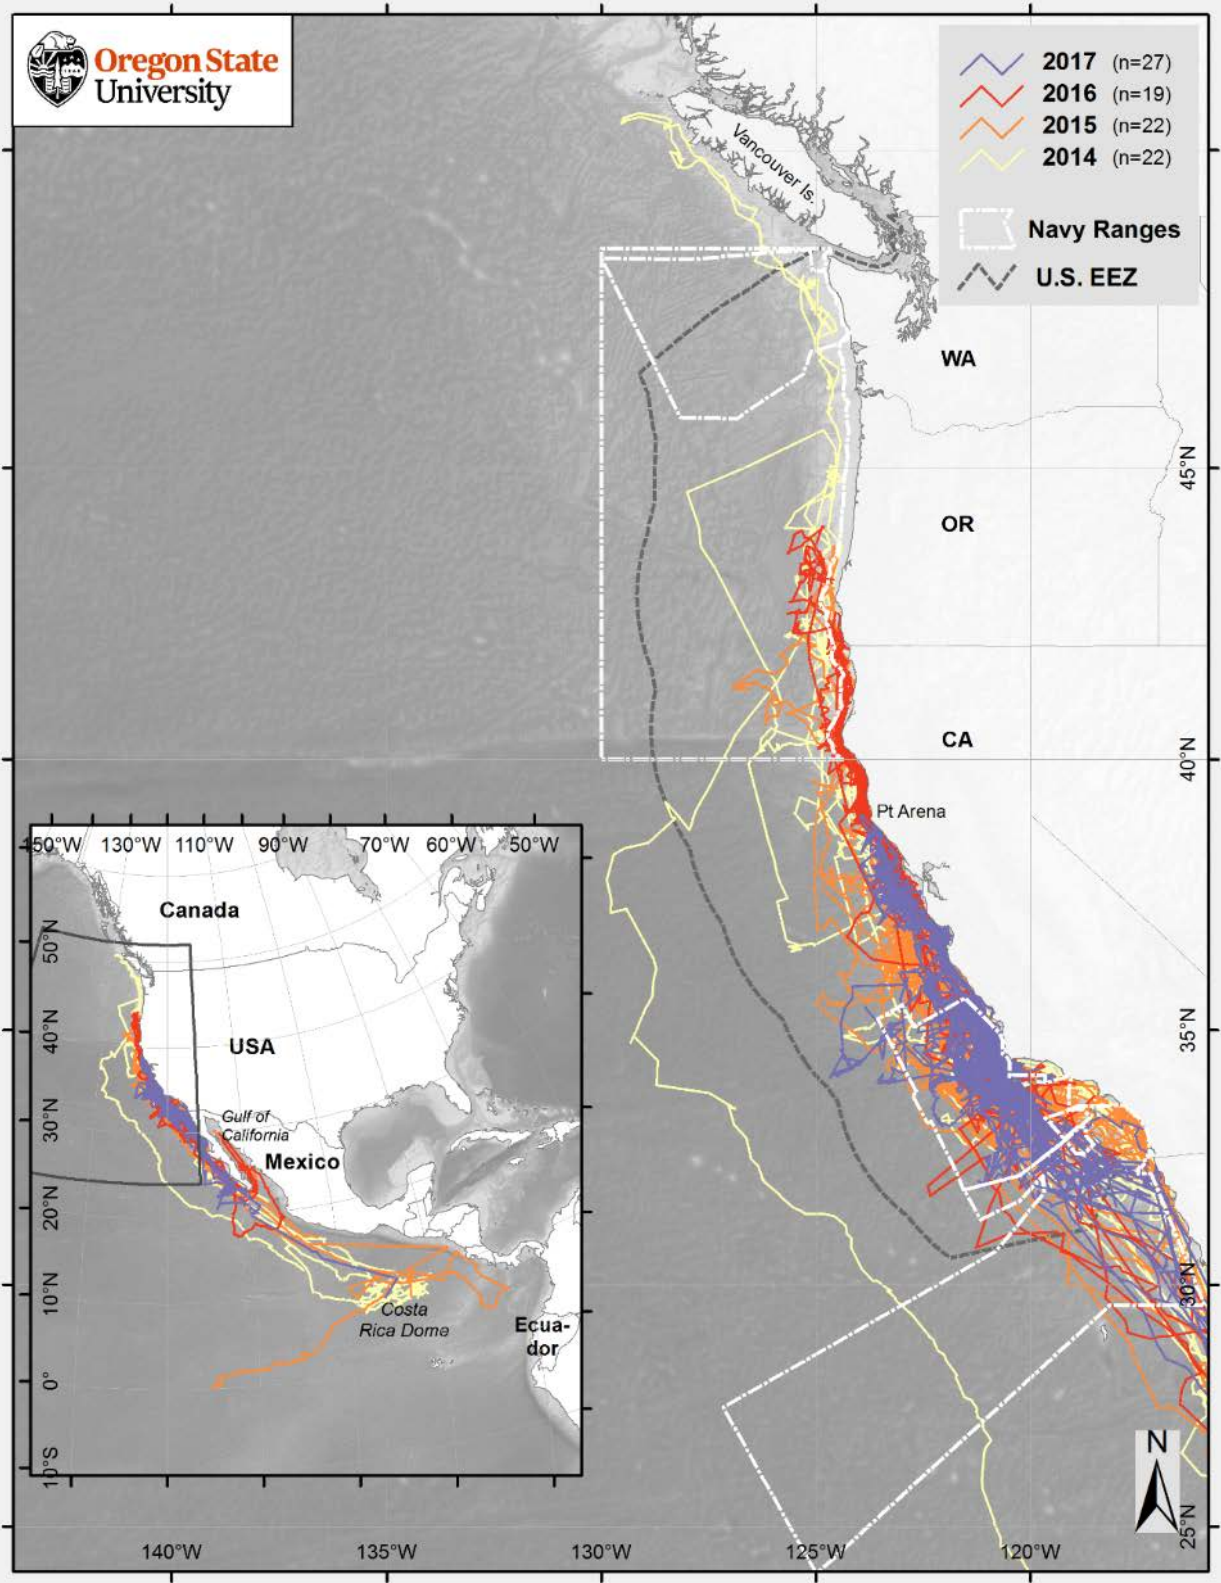 Oregon State
University
2017 (n=27)
2016 (n=19)
2015 (n=22)
2014 (n=22)
Navy Ranges
U.S. EEZ
Vancouver Is.
WA
45°N
OR
CA
40°N
Pt Arena
35°N
30°N
25°N
N
140°W 135°W 130°W 125°W 120°W
150°W 130°W 110°W 90°W 70°W 60°W 50°W
Canada
50°N
40°N
USA
30°N
Gulf of
California
Mexico
20°N
10°N
Costa
Rica Dome
Ecua-
dor
0°
10°S